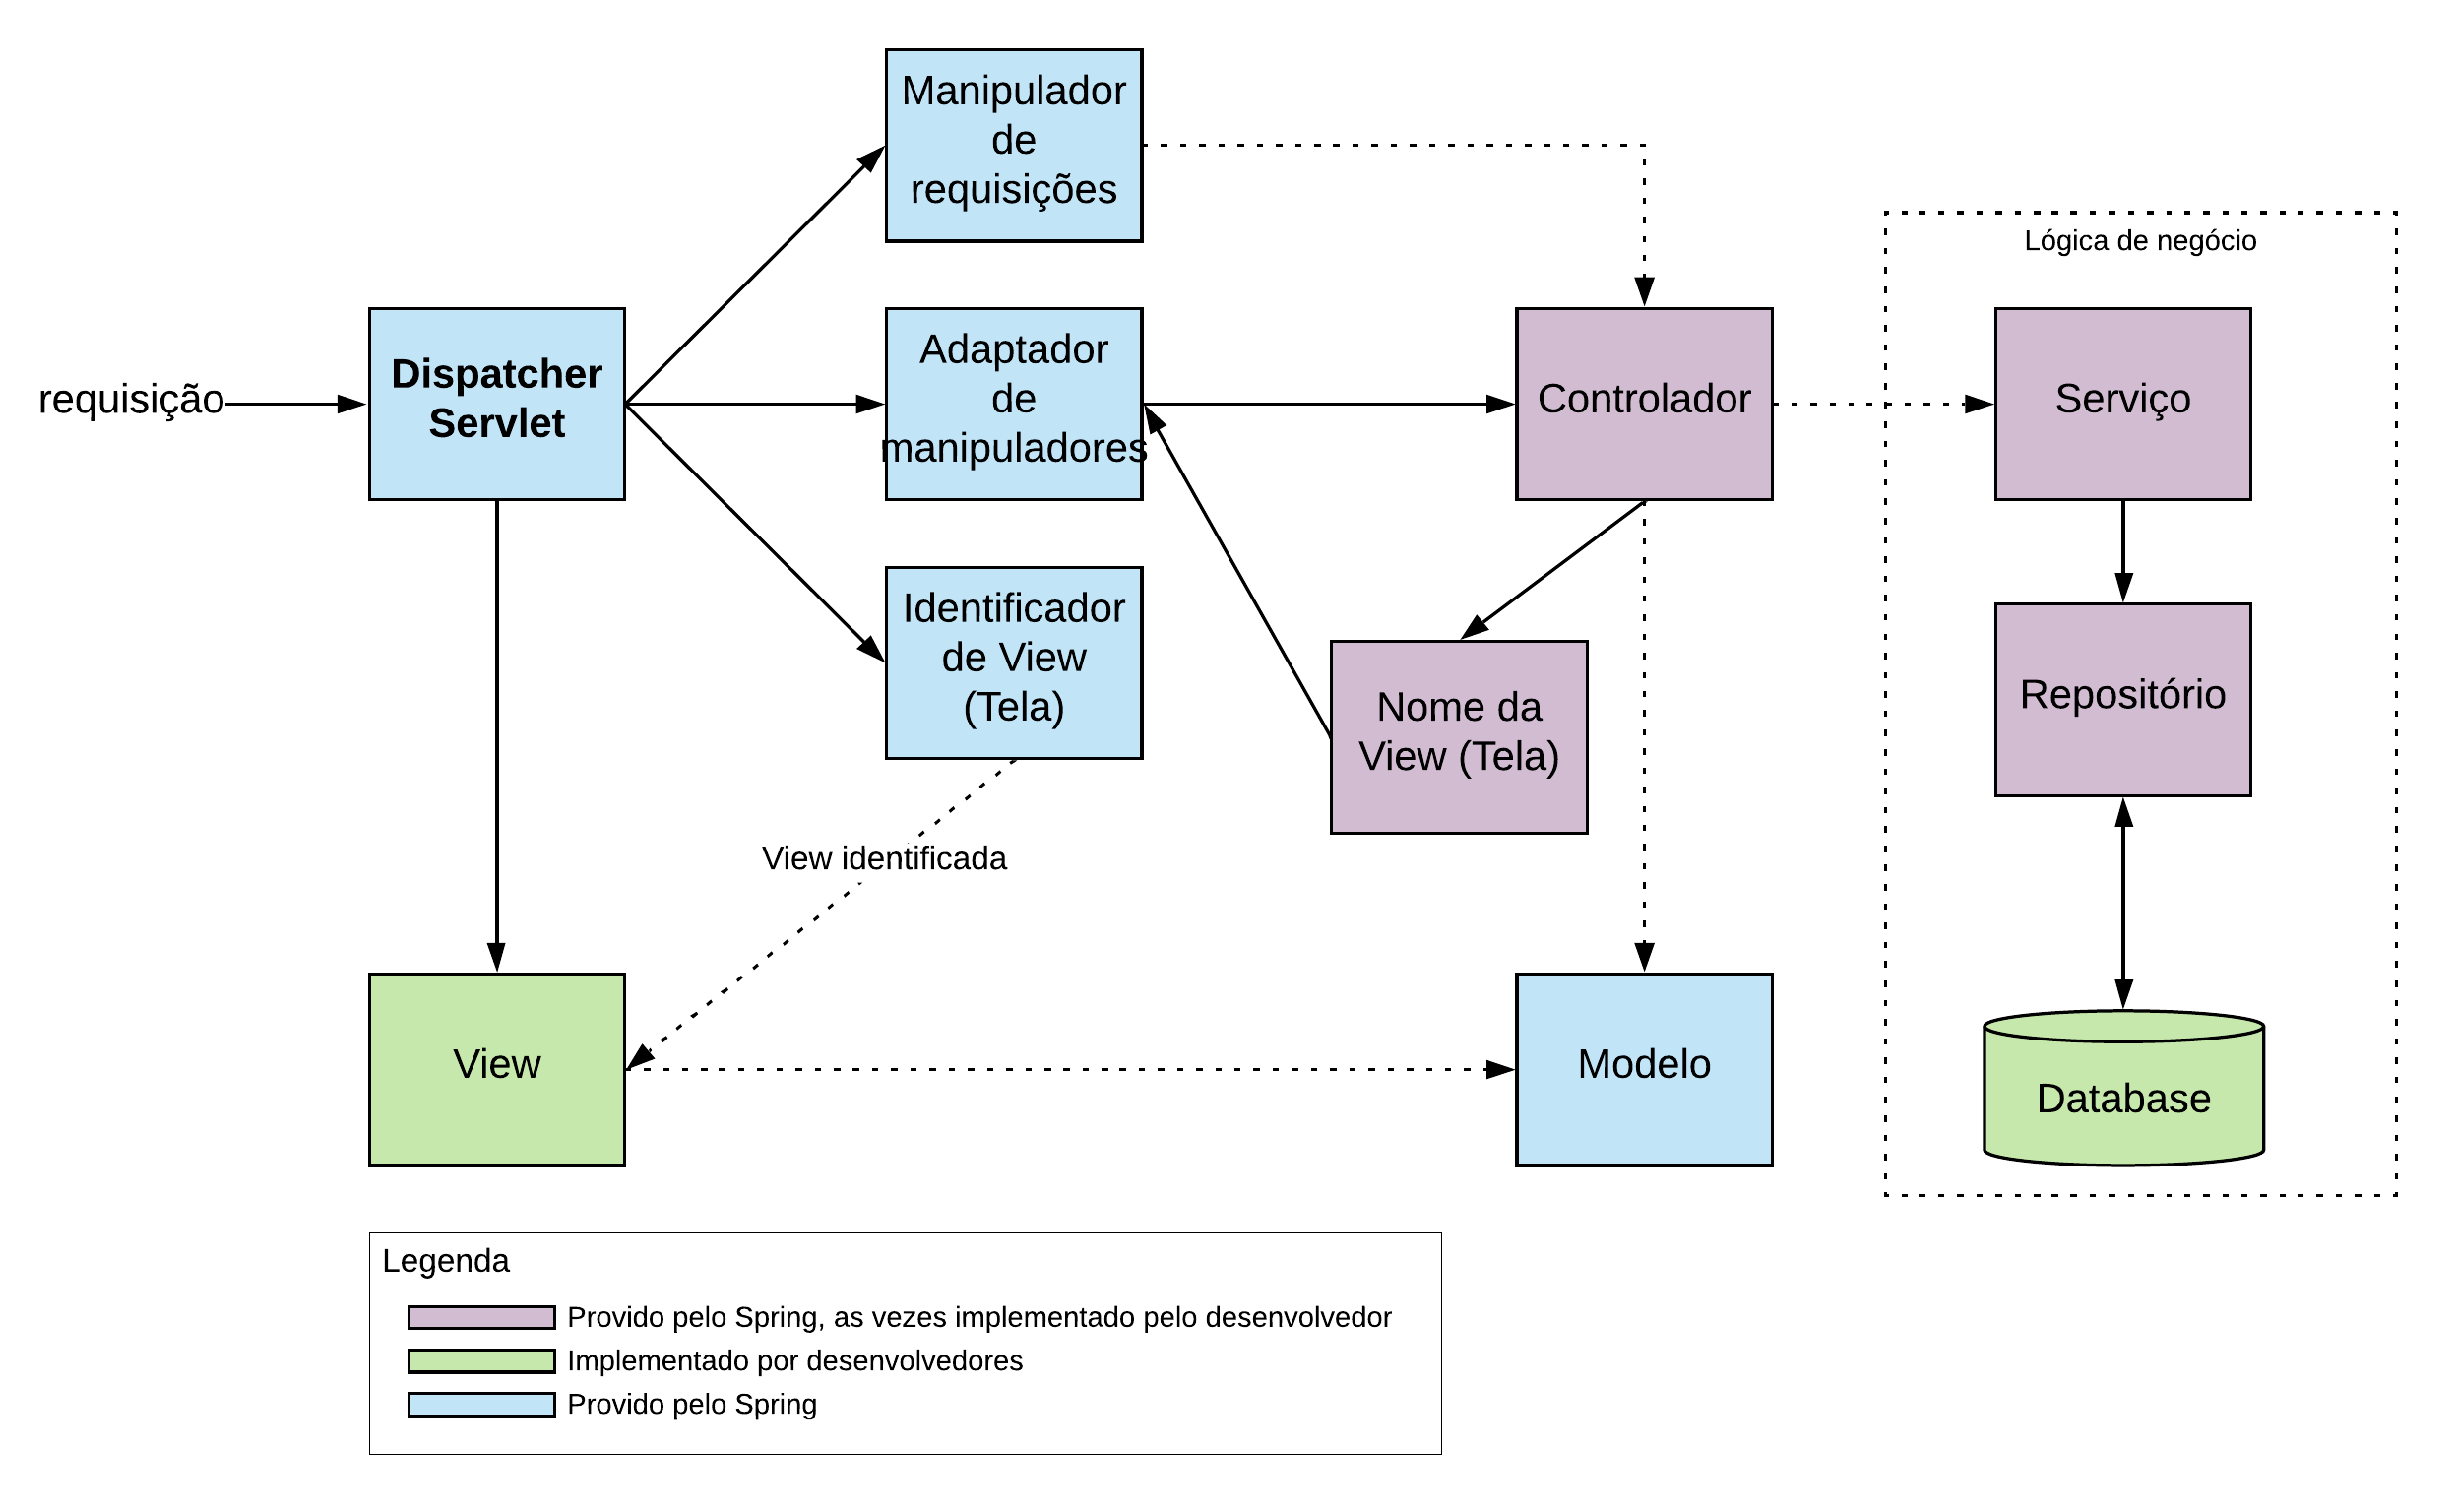 Manipulador
de
requisições
Lógica de negócio
requisição
Dispatcher
Servlet
Adaptador
de
manipuladores
Controlador
Serviço
Identificador
de View
(Tela)
Nome da
View (Tela)
Repositório
View identificada
View
Modelo
Database
Legenda
Provido pelo Spring, as vezes implementado pelo desenvolvedor
Implementado por desenvolvedores
Provido pelo Spring